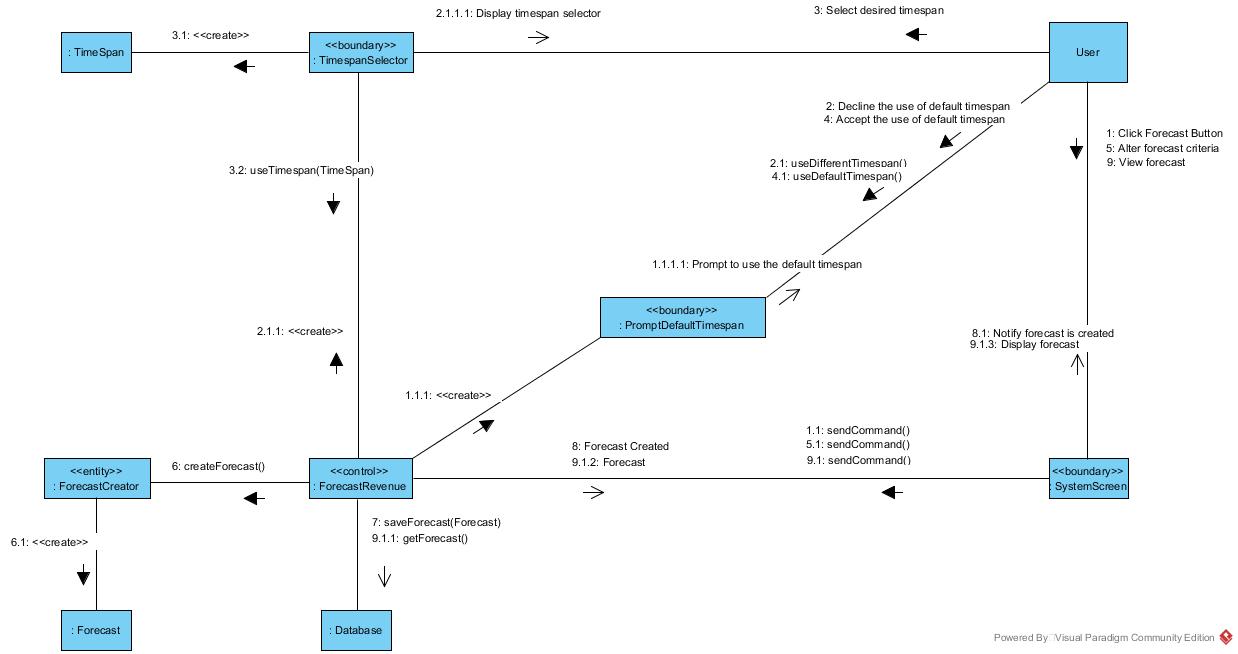 2.1.1.1: Display timespan selector
3: Select desired timespan
3.1: <<create>>
: TimeSpan
<<boundary>>
: TimespanSelector
User
2: Decline the use of default timespan
4: Accept the use of default timespan
1: Click Forecast Button
5: Alter forecast criteria
9: View forecast
2.1: useDifferentTimespan()
4.1: useDefaultTimespan()
3.2: useTimespan(TimeSpan)
1.1.1.1: Prompt to use the default timespan
<<boundary>>
: PromptDefaultTimespan
2.1.1: <<create>>
8.1: Notify forecast is created
9.1.3: Display forecast
1.1.1: <<create>>
1.1: sendCommand()
5.1: sendCommand()
9.1: sendCommand()
8: Forecast Created
9.1.2: Forecast
6: createForecast()
<<entity>>
: ForecastCreator
<<control>>
: ForecastRevenue
<<boundary>>
: SystemScreen
7: saveForecast(Forecast)
9.1.1: getForecast()
6.1: <<create>>
: Forecast
: Database
Powered By Visual Paradigm Community Edition